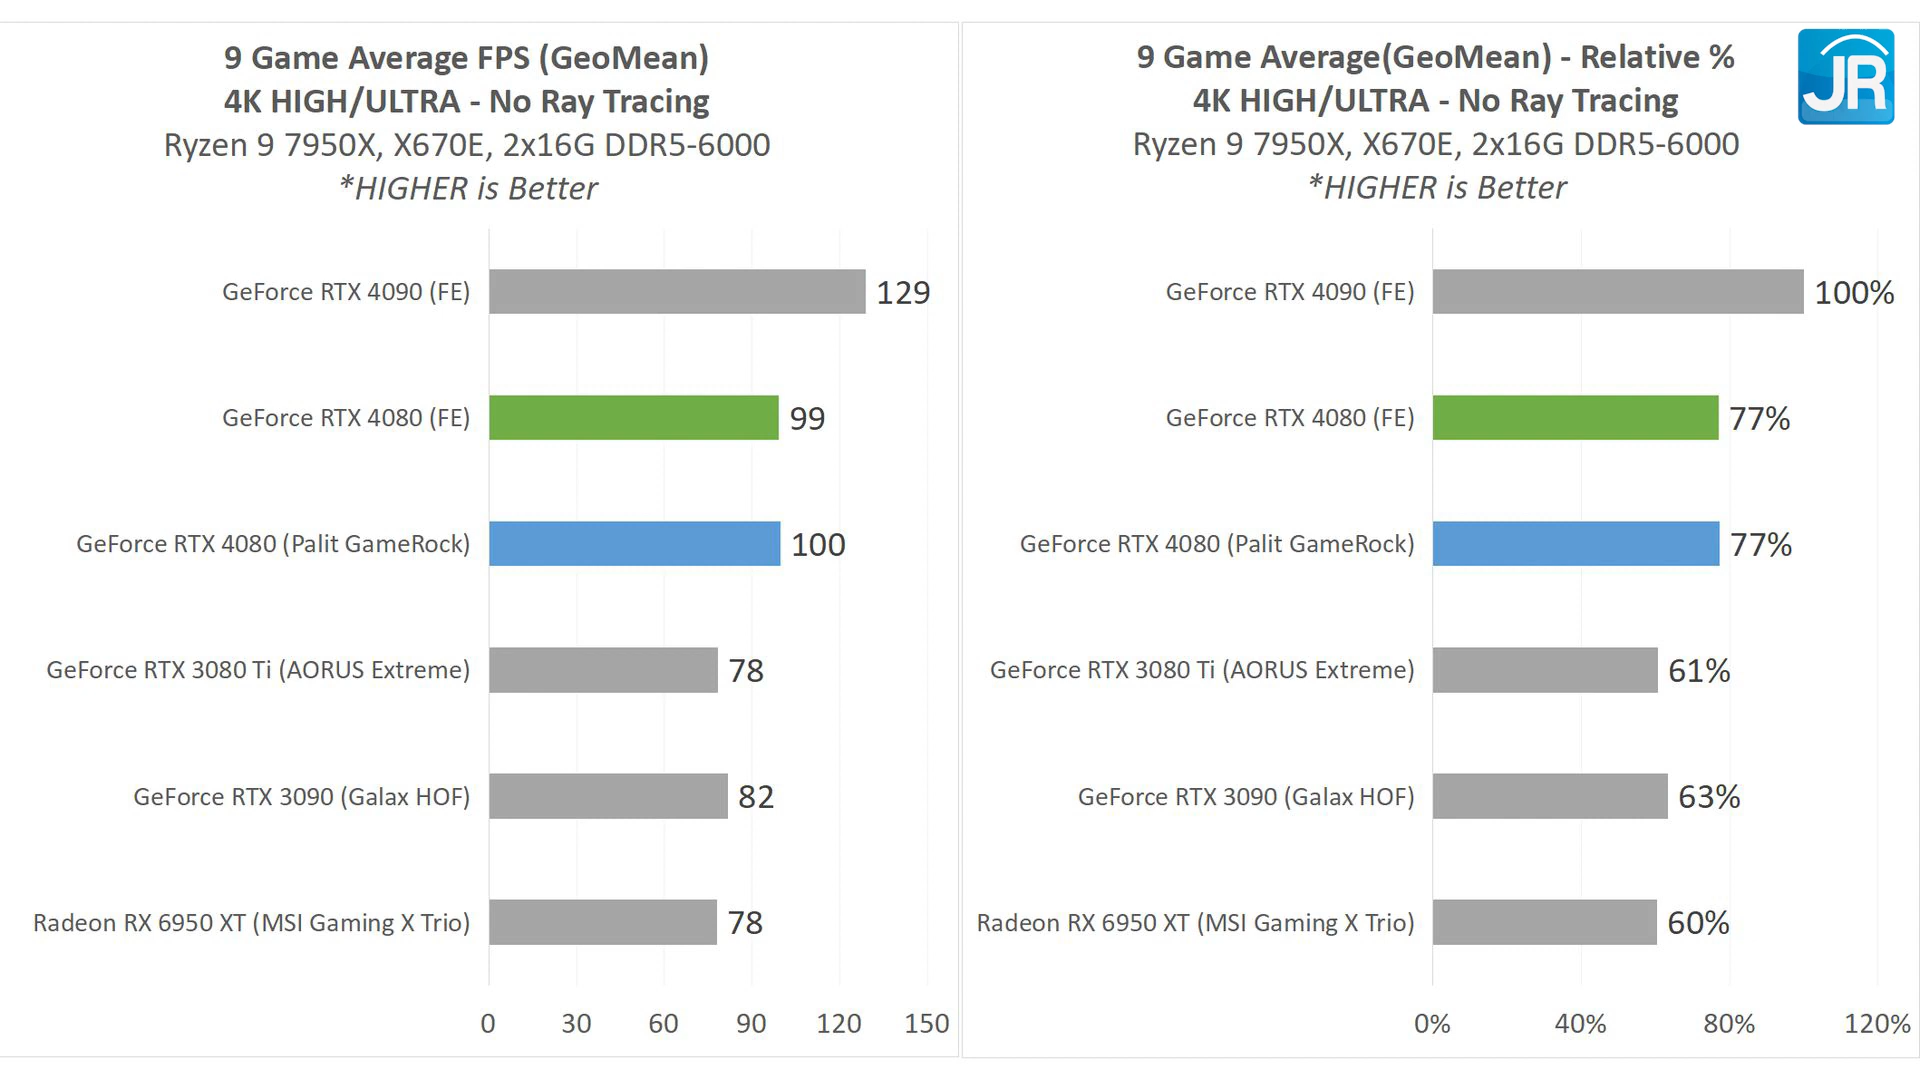 9 Game Average FPS (GeoMean)
4K HIGH/ULTRA - No Ray Tracing
Ryzen 9 7950X, X670E, 2x16G DDR5-6000
*HIGHER is Better
GeForce RTX 4090 (FE) 129
GeForce RTX 4080 (FE) 99
GeForce RTX 4080 (Palit GameRock) 100
GeForce RTX 3080 Ti (AORUS Extreme) 78
GeForce RTX 3090 (Galax HOF) 82
Radeon RX 6950 XT (MSI Gaming X Trio) 78
0 30 60 90 120 150
9 Game Average(GeoMean) - Relative %
4K HIGH/ULTRA - No Ray Tracing
Ryzen 9 7950X, X670E, 2x16G DDR5-6000
*HIGHER is Better
JR
GeForce RTX 4090 (FE) 100%
GeForce RTX 4080 (FE) 77%
GeForce RTX 4080 (Palit GameRock) 77%
GeForce RTX 3080 Ti (AORUS Extreme) 61%
GeForce RTX 3090 (Galax HOF) 63%
Radeon RX 6950 XT (MSI Gaming X Trio) 60%
0% 40% 80% 120%